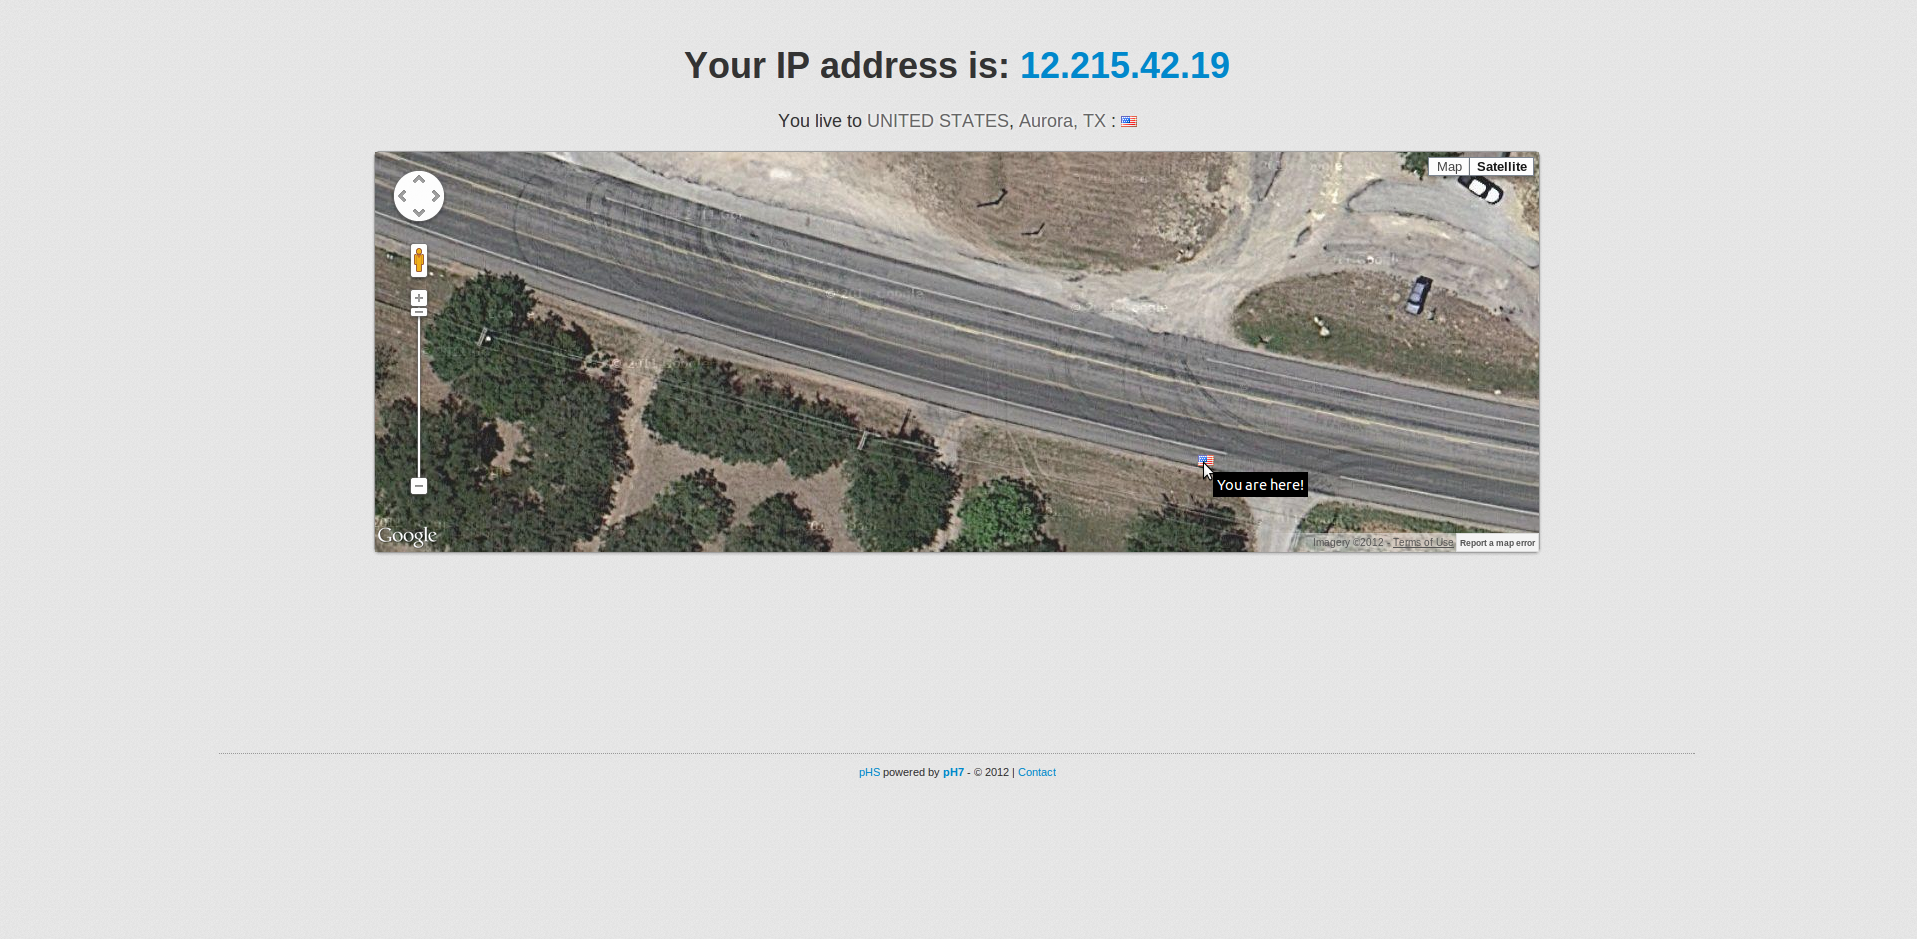 Your IP address is: 12.215.42.19
You live to UNITED STATES, Aurora, TX :
Map Satellite
You are here!
Google
Imagery ©2012 - Terms of Use Report a map error
pHS powered by pH7 - © 2012 | Contact